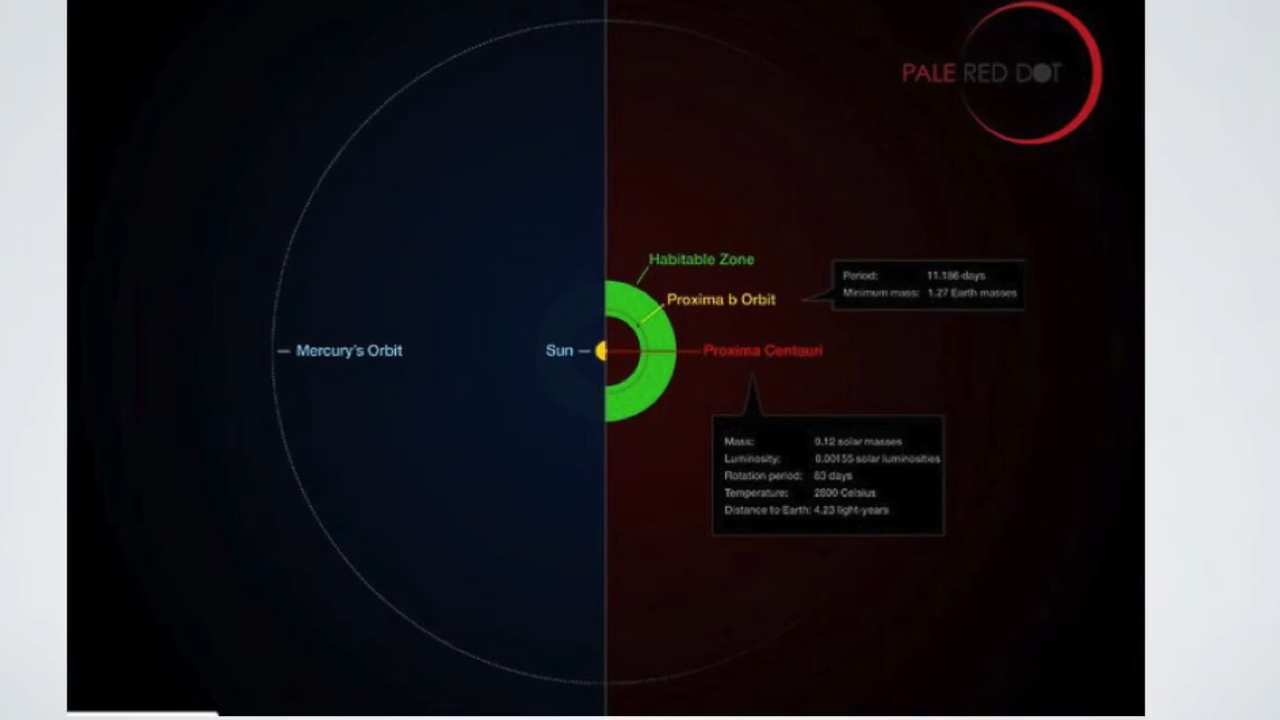 PALE RED DOT
Habitable Zone
Period: 11.186 days
Minimum mass: 1.27 Earth masses
Proxima b Orbit
Mercury's Orbit
Sun
Proxima Centauri
Mass: 0.12 solar masses
Luminosity: 0.00155 solar luminosities
Rotation period: 83 days
Temperature: 2800 Celsius
Distance to Earth: 4.23 light-years